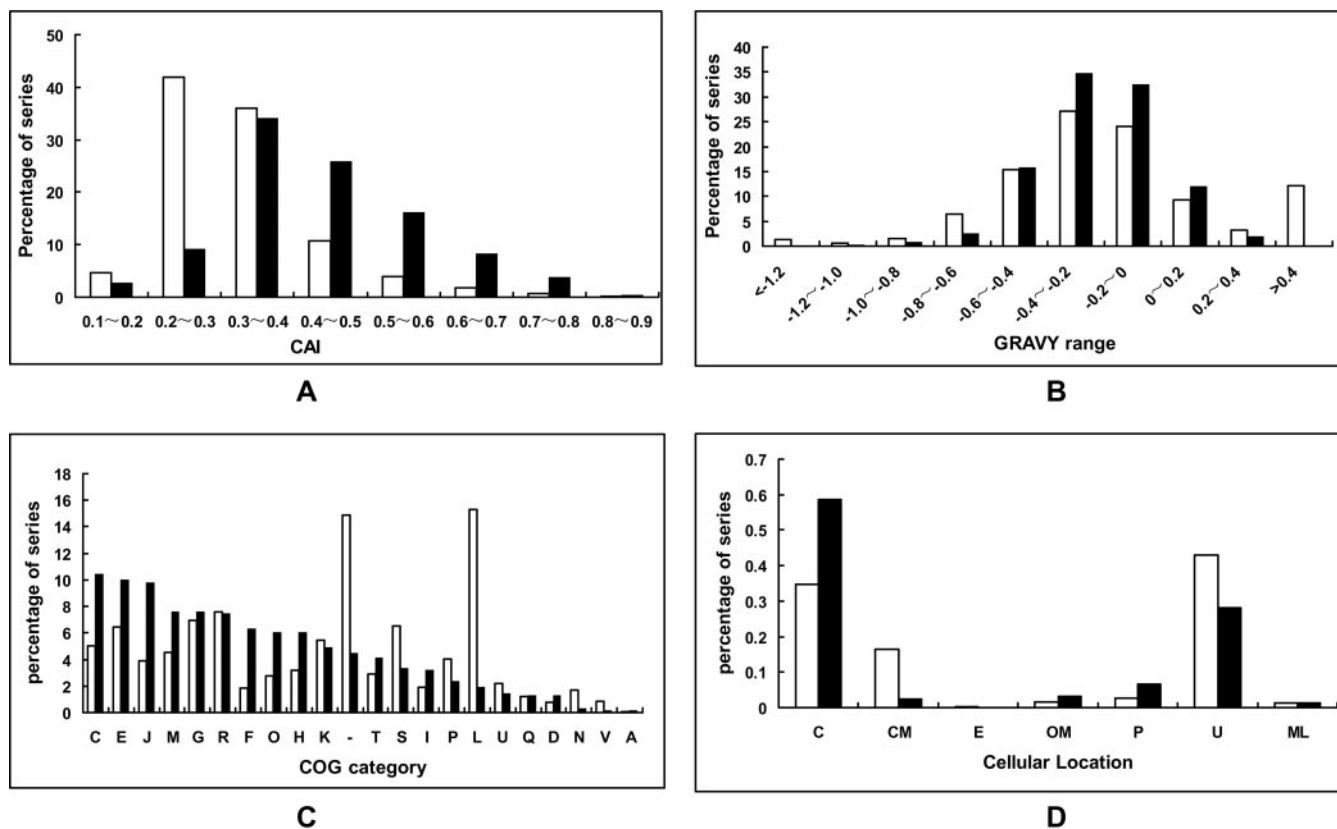 Percentage of series
50
40
30
20
10
0
0.1~0.2 0.2~0.3 0.3~0.4 0.4~0.5 0.5~0.6 0.6~0.7 0.7~0.8 0.8~0.9
CAI
A
Percentage of series
40
35
30
25
20
15
10
5
0
<-1.2 -1.2~-1.0 -1.0~-0.8 -0.8~-0.6 -0.6~-0.4 -0.4~-0.2 -0.2~0 0~0.2 0.2~0.4 >0.4
GRAVY range
B
percentage of series
18
16
14
12
10
8
6
4
2
0
C E J M G R F O H K - T S I P L U Q D N V A
COG category
C
percentage of series
0.7
0.6
0.5
0.4
0.3
0.2
0.1
0
C CM E OM P U ML
Cellular Location
D